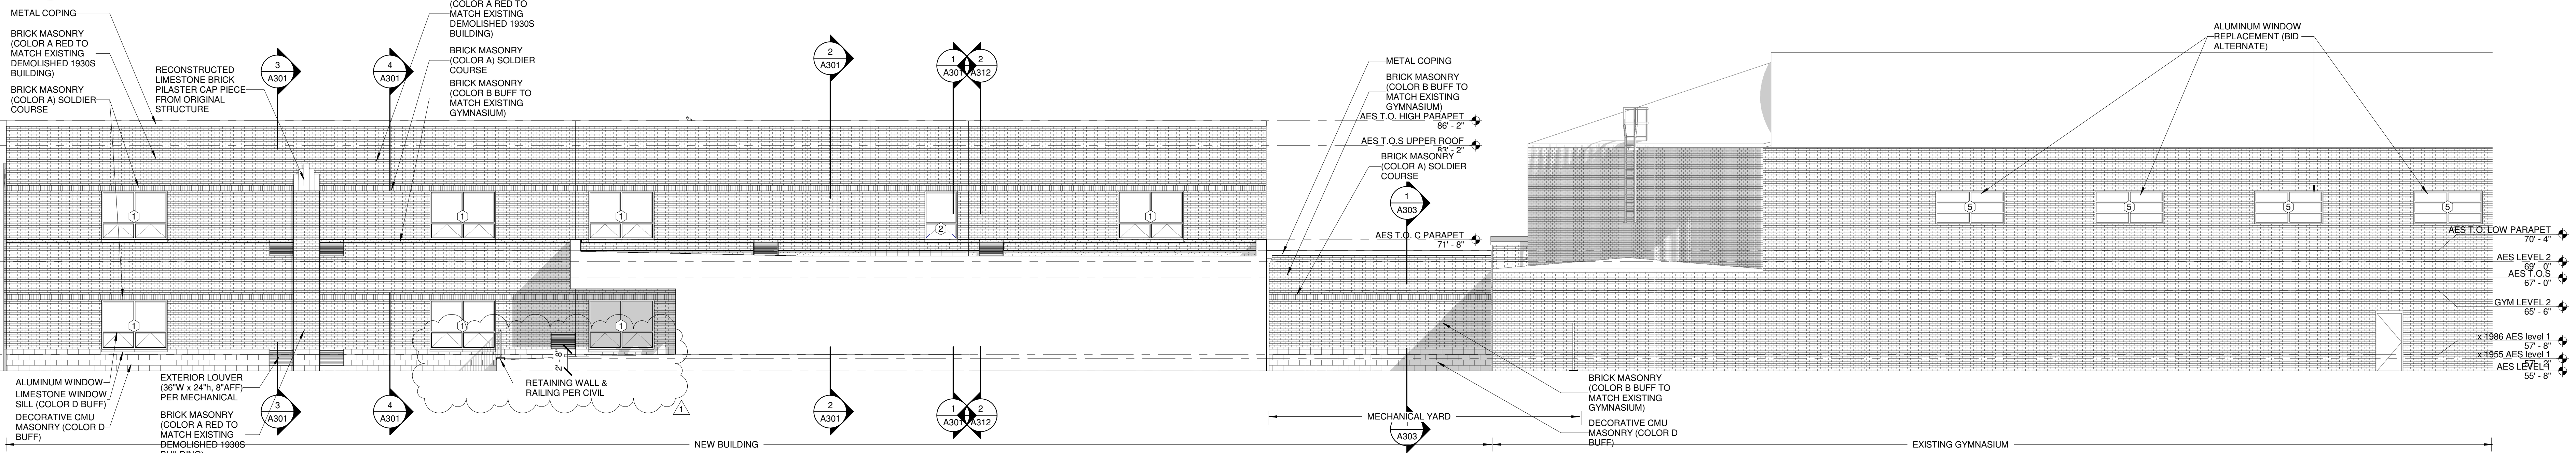 METAL COPING
BRICK MASONRY
(COLOR A RED TO
MATCH EXISTING
DEMOLISHED 1930S
BUILDING)
BRICK MASONRY
(COLOR A) SOLDIER
COURSE
RECONSTRUCTED
LIMESTONE BRICK
PILASTER CAP PIECE
FROM ORIGINAL
STRUCTURE
3
A301
4
A301
(COLOR A RED TO
MATCH EXISTING
DEMOLISHED 1930S
BUILDING)
BRICK MASONRY
(COLOR A) SOLDIER
COURSE
BRICK MASONRY
(COLOR B BUFF TO
MATCH EXISTING
GYMNASIUM)
2
A301
1
A301
2
A312
METAL COPING
BRICK MASONRY
(COLOR B BUFF TO
MATCH EXISTING
GYMNASIUM)
AES T.O. HIGH PARAPET
86' - 2"
AES T.O.S UPPER ROOF
83' - 2"
BRICK MASONRY
(COLOR A) SOLDIER
COURSE
1
A303
AES T.O. C PARAPET
71' - 8"
ALUMINUM WINDOW
REPLACEMENT (BID
ALTERNATE)
1
1
1
2
1
5
5
5
5
1
1
1
AES T.O. LOW PARAPET
70' - 4"
AES LEVEL 2
69' - 0"
AES T.O.S
67' - 0"
GYM LEVEL 2
65' - 6"
x 1986 AES level 1
57' - 8"
x 1955 AES level 1
57' - 2"
AES LEVEL 1
55' - 8"
ALUMINUM WINDOW
LIMESTONE WINDOW
SILL (COLOR D BUFF)
DECORATIVE CMU
MASONRY (COLOR D
BUFF)
EXTERIOR LOUVER
(36"W x 24"h, 8"AFF)
PER MECHANICAL
BRICK MASONRY
(COLOR A RED TO
MATCH EXISTING
DEMOLISHED 1930S
BUILDING)
3
A301
4
A301
2' - 8"
RETAINING WALL &
RAILING PER CIVIL
1
2
A301
1
A301
2
A312
MECHANICAL YARD
1
A303
BRICK MASONRY
(COLOR B BUFF TO
MATCH EXISTING
GYMNASIUM)
DECORATIVE CMU
MASONRY (COLOR D
BUFF)
NEW BUILDING
EXISTING GYMNASIUM